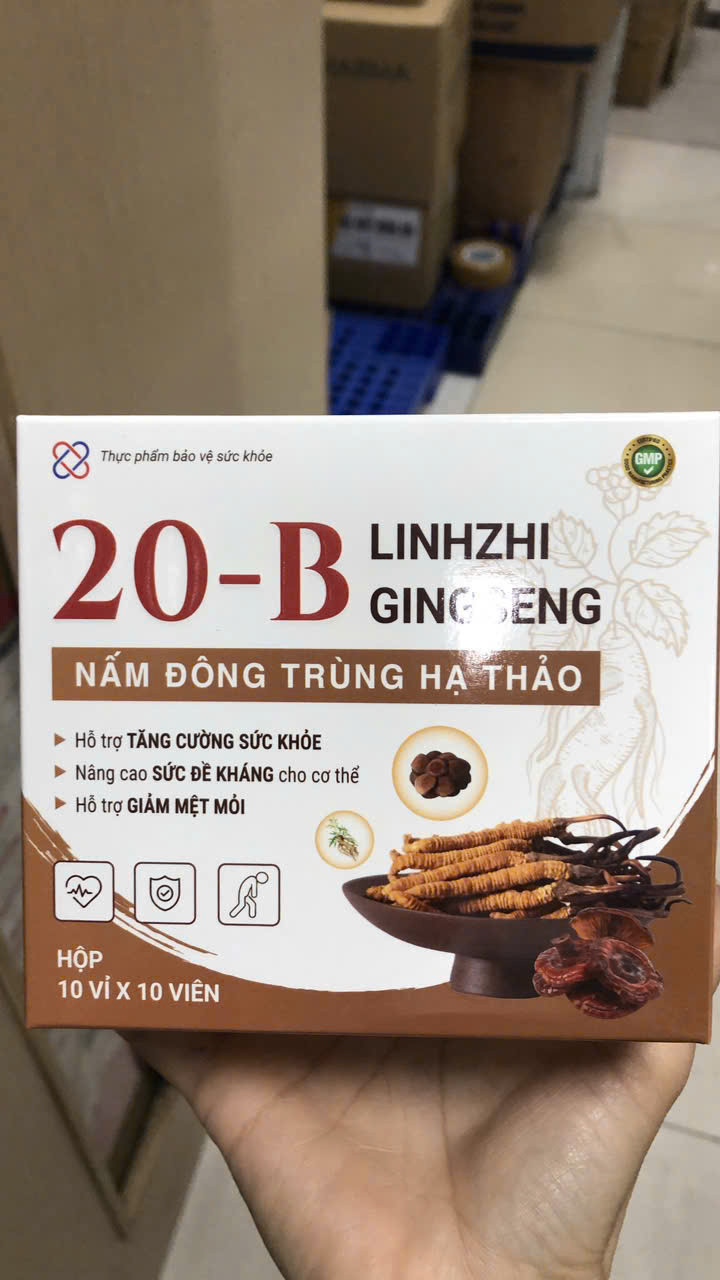 Thực phẩm bảo vệ sức khỏe
GMP
20-B
LINHZHI
GINGSENG
NẤM ĐÔNG TRÙNG HẠ THẢO
Hỗ trợ TĂNG CƯỜNG SỨC KHỎE
Nâng cao SỨC ĐỀ KHÁNG cho cơ thể
Hỗ trợ GIẢM MỆT MỎI
HỘP
10 VỈ X 10 VIÊN